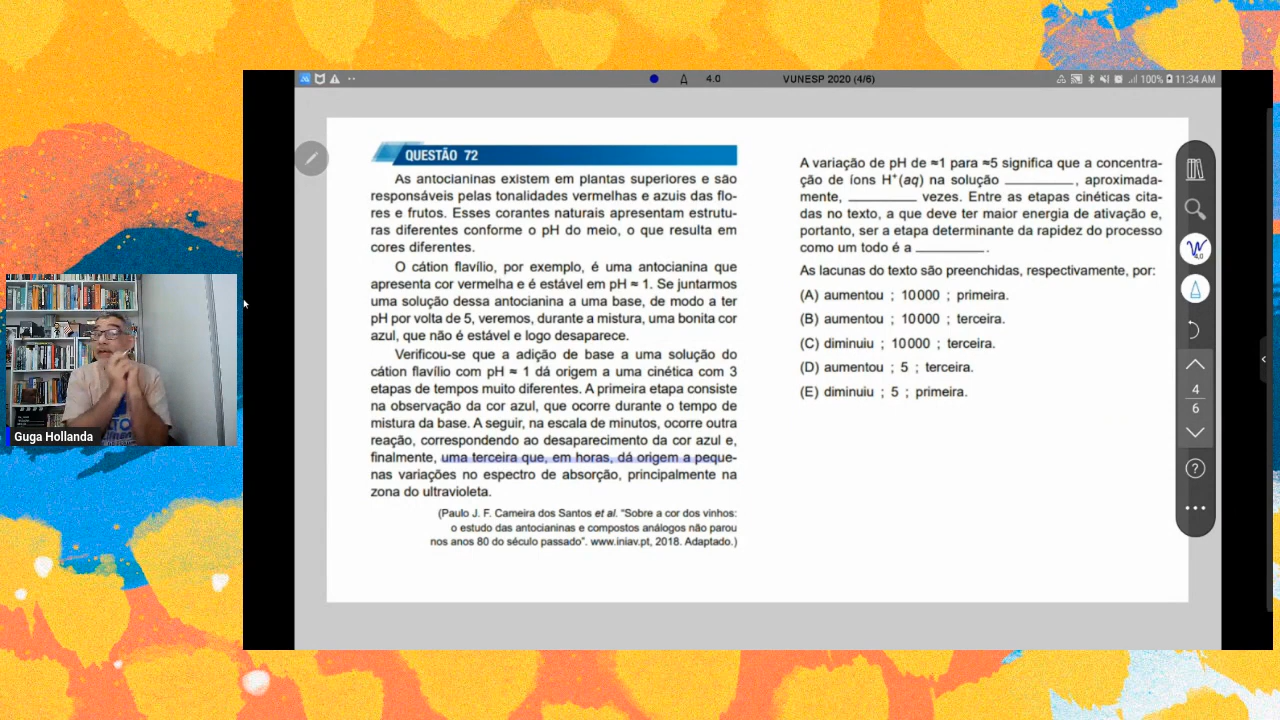 4.0
VUNESP 2020 (4/6)
100%
11:34 AM
QUESTÃO 72
As antocianinas existem em plantas superiores e são
responsáveis pelas tonalidades vermelhas e azuis das flo-
res e frutos. Esses corantes naturais apresentam estrutu-
ras diferentes conforme o pH do meio, o que resulta em
cores diferentes.
O cátion flavílio, por exemplo, é uma antocianina que
apresenta cor vermelha e é estável em pH ≈ 1. Se juntarmos
uma solução dessa antocianina a uma base, de modo a ter
pH por volta de 5, veremos, durante a mistura, uma bonita cor
azul, que não é estável e logo desaparece.
Verificou-se que a adição de base a uma solução do
cátion flavílio com pH ≈ 1 dá origem a uma cinética com 3
etapas de tempos muito diferentes. A primeira etapa consiste
na observação da cor azul, que ocorre durante o tempo de
mistura da base. A seguir, na escala de minutos, ocorre outra
reação, correspondendo ao desaparecimento da cor azul e,
finalmente, uma terceira que, em horas, dá origem a peque-
nas variações no espectro de absorção, principalmente na
zona do ultravioleta.
(Paulo J. F. Cameira dos Santos et al. "Sobre a cor dos vinhos:
o estudo das antocianinas e compostos análogos não parou
nos anos 80 do século passado". www.iniav.pt, 2018. Adaptado.)
A variação de pH de ≈1 para ≈5 significa que a concentra-
ção de íons H⁺(aq) na solução ________, aproximada-
mente, ________ vezes. Entre as etapas cinéticas cita-
das no texto, a que deve ter maior energia de ativação e,
portanto, ser a etapa determinante da rapidez do processo
como um todo é a ________.
As lacunas do texto são preenchidas, respectivamente, por:
(A) aumentou ; 10 000 ; primeira.
(B) aumentou ; 10 000 ; terceira.
(C) diminuiu ; 10 000 ; terceira.
(D) aumentou ; 5 ; terceira.
(E) diminuiu ; 5 ; primeira.
4.0
4
6
Guga Hollanda